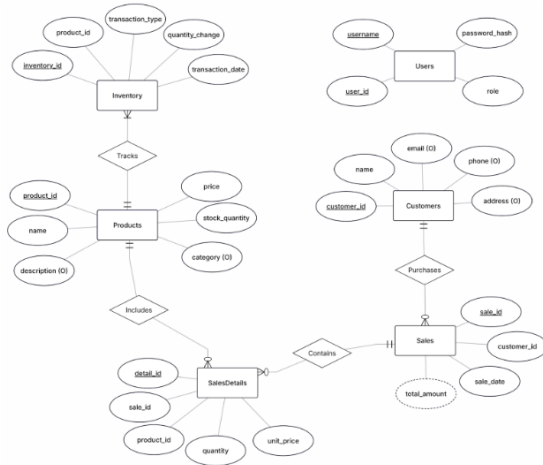 transaction_type
product_id
quantity_change
inventory_id
transaction_date
Inventory
Tracks
product_id
price
Products
stock_quantity
name
description (O)
category (O)
Includes
detail_id
sale_id
SalesDetails
product_id
quantity
unit_price
Contains
username
password_hash
Users
user_id
role
email (O)
name
phone (O)
customer_id
Customers
address (O)
Purchases
sale_id
Sales
customer_id
sale_date
total_amount